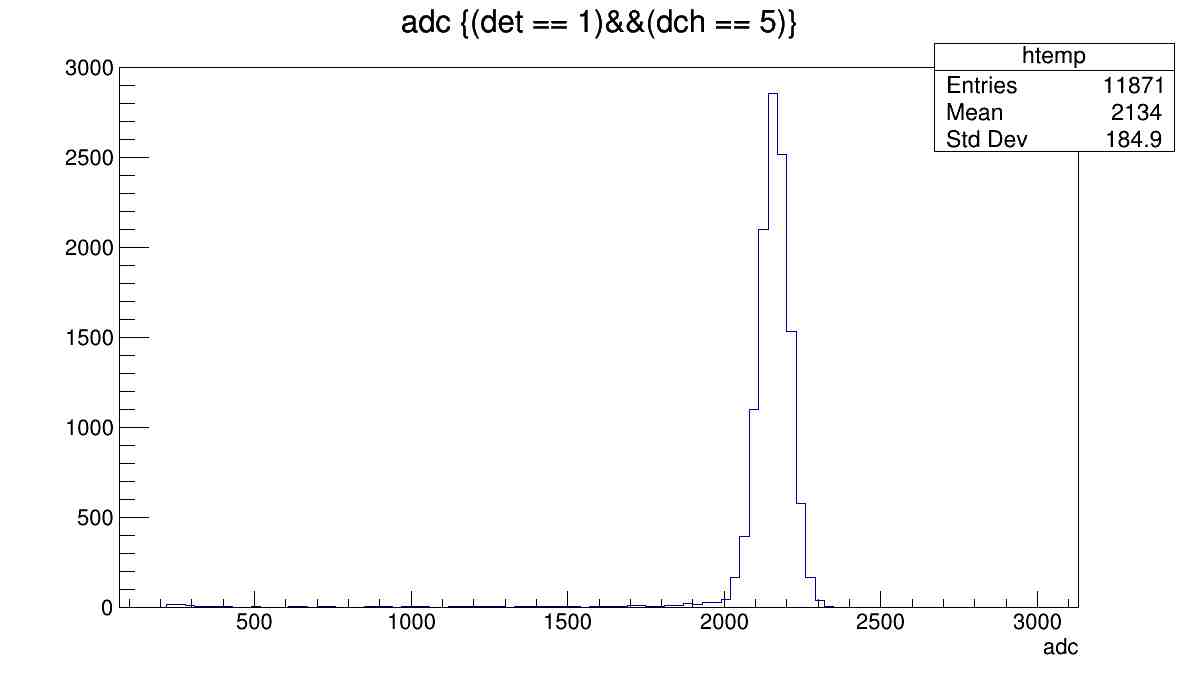 adc {(det == 1)&&(dch == 5)}
htemp
Entries 11871
Mean 2134
Std Dev 184.9
3000
2500
2000
1500
1000
500
0
500 1000 1500 2000 2500 3000
adc